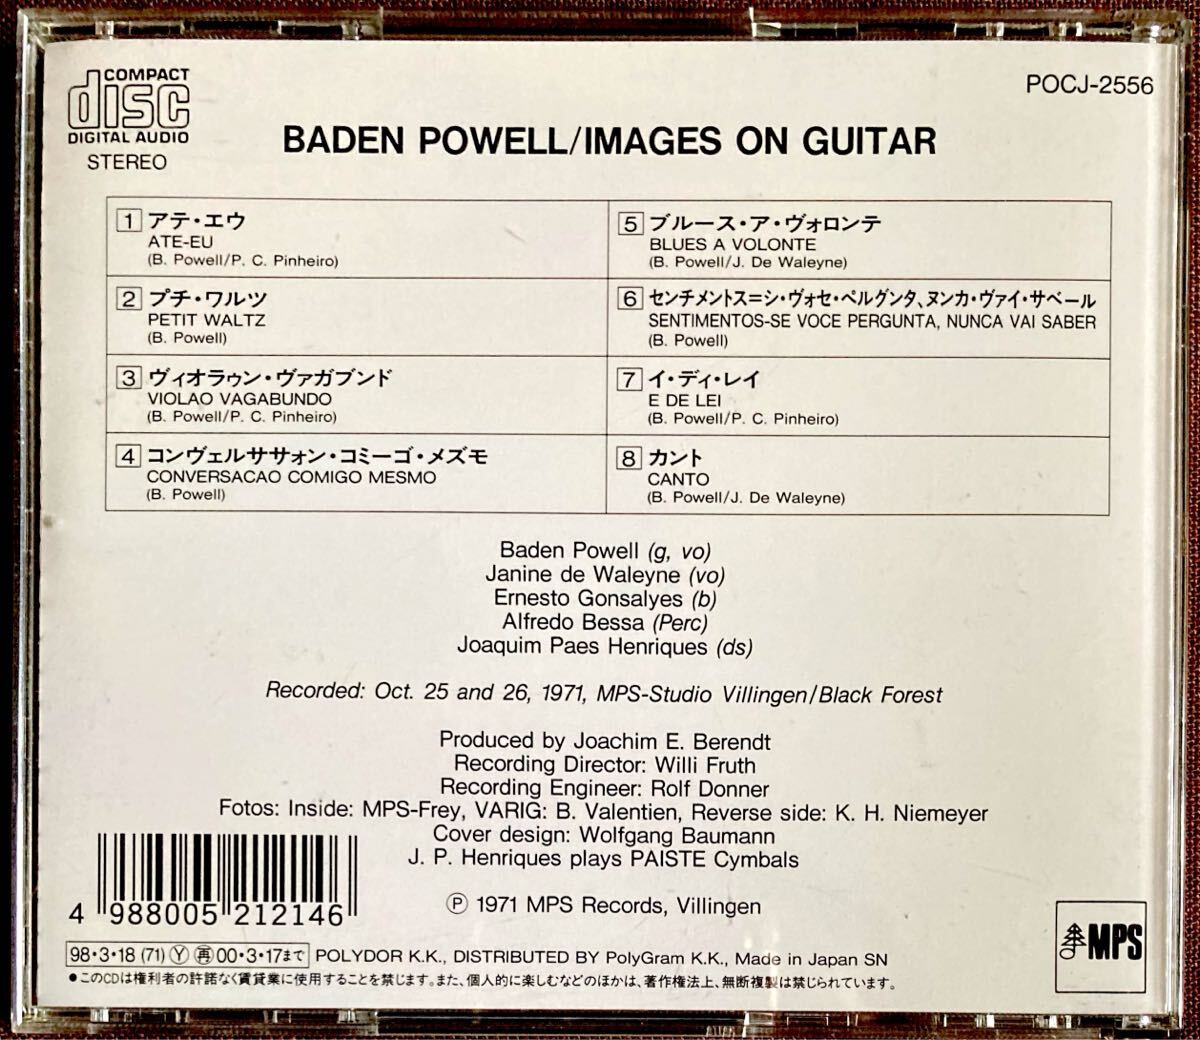 COMPACT
disc
DIGITAL AUDIO
STEREO
POCJ-2556
BADEN POWELL/IMAGES ON GUITAR
1 アテ・エウ
ATE-EU
(B. Powell/P. C. Pinheiro)
2 プチ・ワルツ
PETIT WALTZ
(B. Powell)
3 ヴィオラゥン・ヴァガブンド
VIOLAO VAGABUNDO
(B. Powell/P. C. Pinheiro)
4 コンヴェルササォン・コミーゴ・メズモ
CONVERSACAO COMIGO MESMO
(B. Powell)
5 ブルース・ア・ヴォロンテ
BLUES A VOLONTE
(B. Powell/J. De Waleyne)
6 センチメントス=シ・ヴォセ・ペルグンタ、ヌンカ・ヴァイ・サベール
SENTIMENTOS-SE VOCE PERGUNTA, NUNCA VAI SABER
(B. Powell)
7 イ・ディ・レイ
E DE LEI
(B. Powell/P. C. Pinheiro)
8 カント
CANTO
(B. Powell/J. De Waleyne)
Baden Powell (g, vo)
Janine de Waleyne (vo)
Ernesto Gonsalyes (b)
Alfredo Bessa (Perc)
Joaquim Paes Henriques (ds)
Recorded: Oct. 25 and 26, 1971, MPS-Studio Villingen/Black Forest
Produced by Joachim E. Berendt
Recording Director: Willi Fruth
Recording Engineer: Rolf Donner
Fotos: Inside: MPS-Frey, VARIG: B. Valentien, Reverse side: K. H. Niemeyer
Cover design: Wolfgang Baumann
J. P. Henriques plays PAISTE Cymbals
Ⓟ 1971 MPS Records, Villingen
4 988005 212146
MPS
98・3・18 (71) Ⓨ 再 00・3・17まで POLYDOR K.K., DISTRIBUTED BY PolyGram K.K., Made in Japan SN
●このCDは権利者の許諾なく賃貸業に使用することを禁じます。また、個人的に楽しむなどのほかは、著作権法上、無断複製は禁じられています。